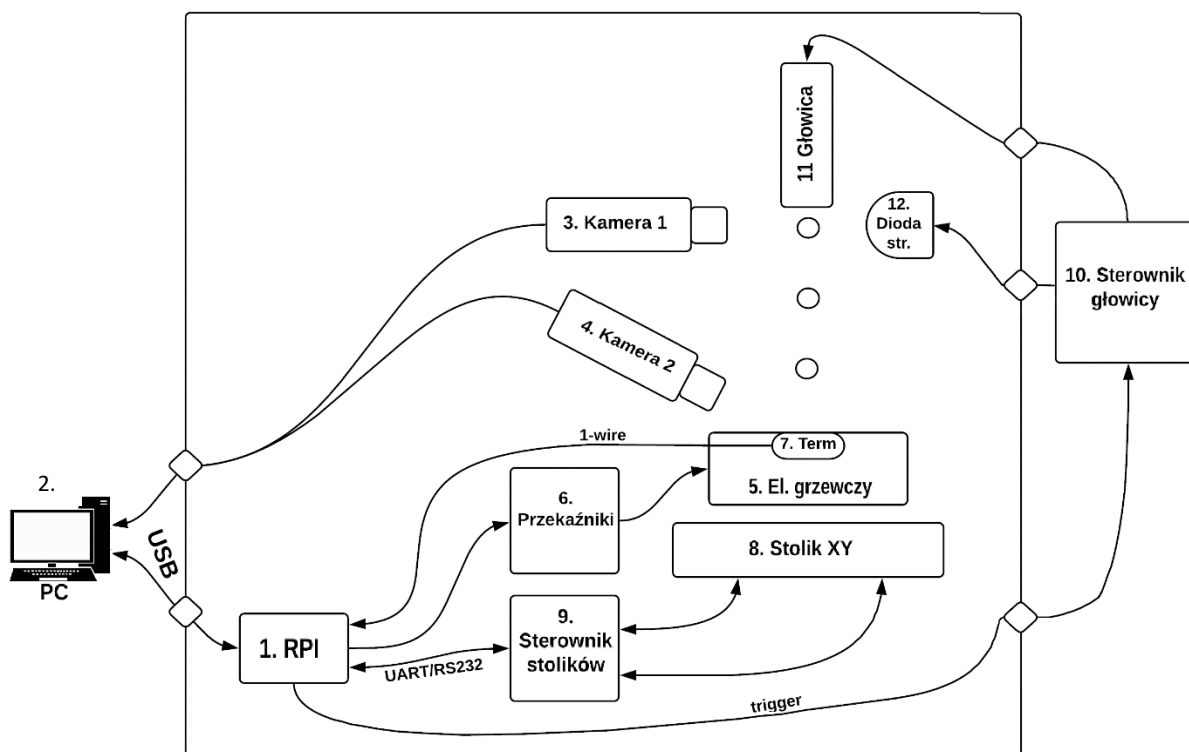 11 Głowica
12.
Dioda
str.
3. Kamera 1
10. Sterownik
głowicy
4. Kamera 2
1-wire
7. Term
5. El. grzewczy
6.
Przekaźniki
2.
USB
PC
8. Stolik XY
9.
Sterownik
stolików
1. RPI
UART/RS232
trigger